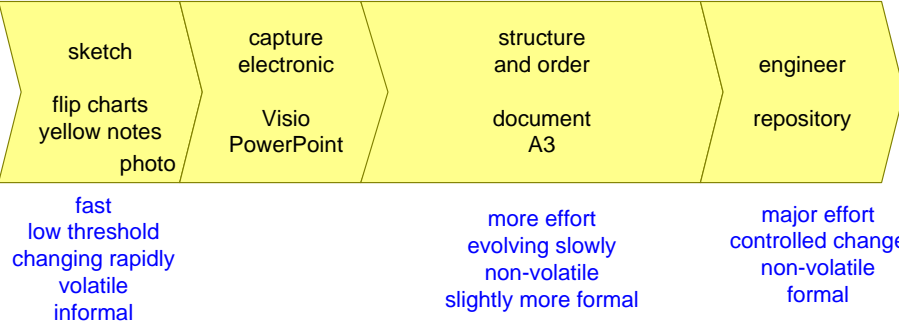 sketch
flip charts
yellow notes
photo
capture
electronic
Visio
PowerPoint
structure
and order
document
A3
engineer
repository
fast
low threshold
changing rapidly
volatile
informal
more effort
evolving slowly
non-volatile
slightly more formal
major effort
controlled change
non-volatile
formal